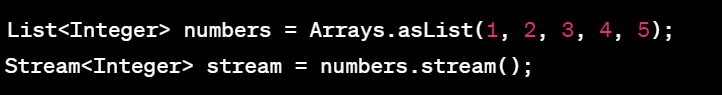 List<Integer> numbers = Arrays.asList(1, 2, 3, 4, 5);
Stream<Integer> stream = numbers.stream();